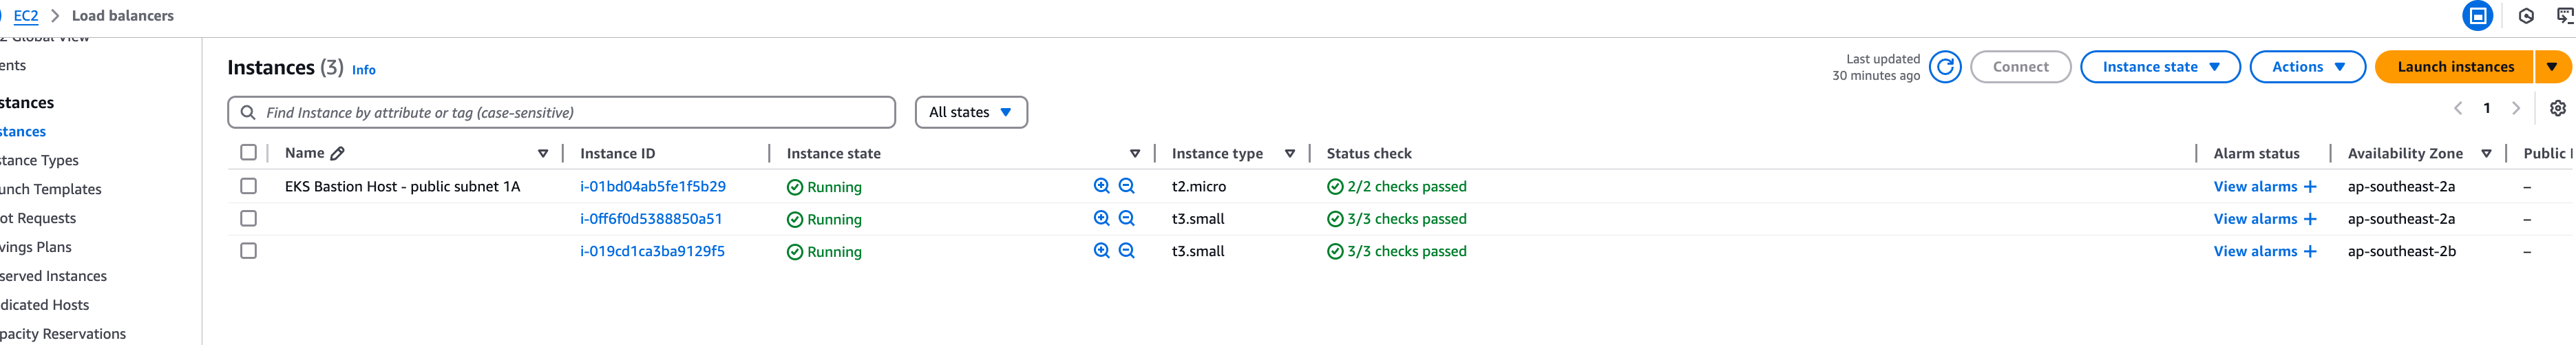 EC2 > Load balancers
2 Global View
ents
stances
stances
stance Types
unch Templates
ot Requests
vings Plans
served Instances
dicated Hosts
pacity Reservations
Instances (3) Info
Last updated
30 minutes ago
Connect
Instance state
Actions
Launch instances
Find Instance by attribute or tag (case-sensitive)
All states
1
Name Instance ID Instance state Instance type Status check Alarm status Availability Zone Public I
EKS Bastion Host - public subnet 1A i-01bd04ab5fe1f5b29 Running t2.micro 2/2 checks passed View alarms + ap-southeast-2a –
i-0ff6f0d5388850a51 Running t3.small 3/3 checks passed View alarms + ap-southeast-2a –
i-019cd1ca3ba9129f5 Running t3.small 3/3 checks passed View alarms + ap-southeast-2b –